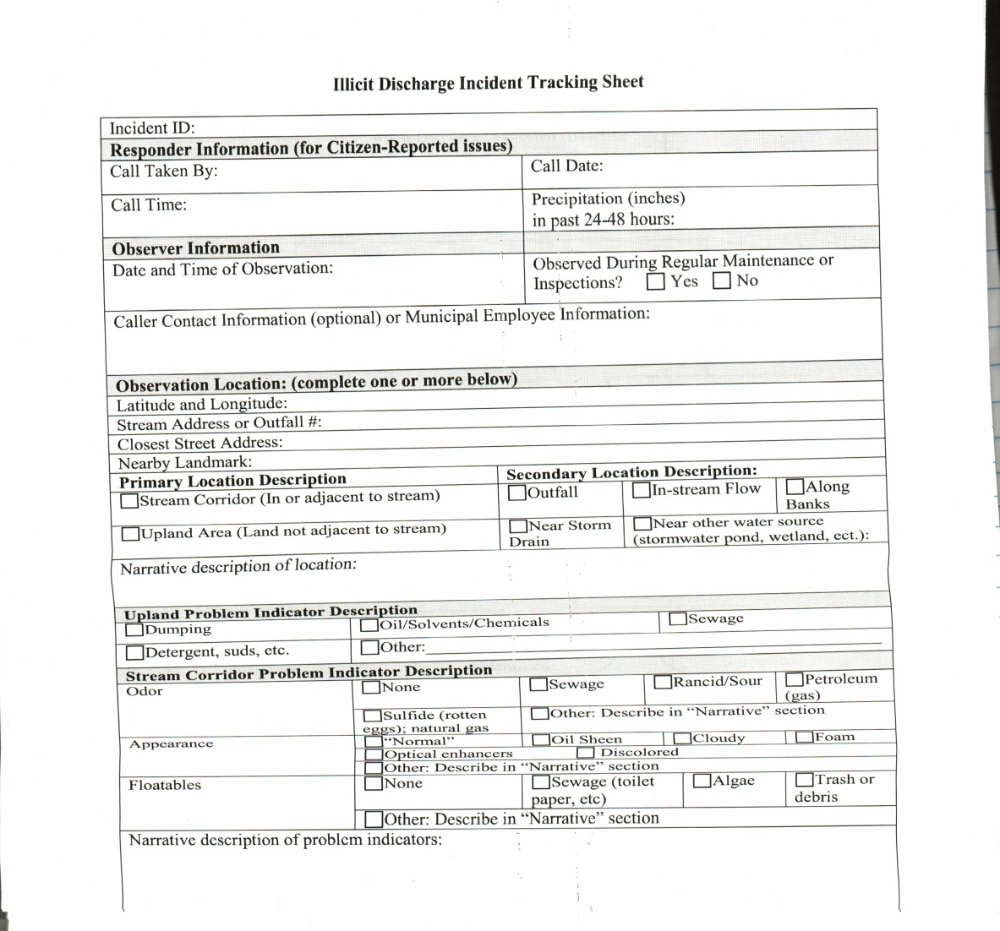 Illicit Discharge Incident Tracking Sheet
Incident ID:
Responder Information (for Citizen-Reported issues)
Call Taken By:
Call Date:
Call Time:
Precipitation (inches)
in past 24-48 hours:
Observer Information
Date and Time of Observation:
Observed During Regular Maintenance or
Inspections? Yes No
Caller Contact Information (optional) or Municipal Employee Information:
Observation Location: (complete one or more below)
Latitude and Longitude:
Stream Address or Outfall #:
Closest Street Address:
Nearby Landmark:
Primary Location Description
Secondary Location Description:
Stream Corridor (In or adjacent to stream)
Outfall
In-stream Flow
Along
Banks
Upland Area (Land not adjacent to stream)
Near Storm
Drain
Near other water source
(stormwater pond, wetland, ect.):
Narrative description of location:
Upland Problem Indicator Description
Dumping
Oil/Solvents/Chemicals
Sewage
Detergent, suds, etc.
Other:
Stream Corridor Problem Indicator Description
Odor
None
Sewage
Rancid/Sour
Petroleum
(gas)
Sulfide (rotten
eggs); natural gas
Other: Describe in “Narrative” section
Appearance
“Normal”
Oil Sheen
Cloudy
Foam
Optical enhancers
Discolored
Other: Describe in “Narrative” section
Floatables
None
Sewage (toilet
paper, etc)
Algae
Trash or
debris
Other: Describe in “Narrative” section
Narrative description of problem indicators: